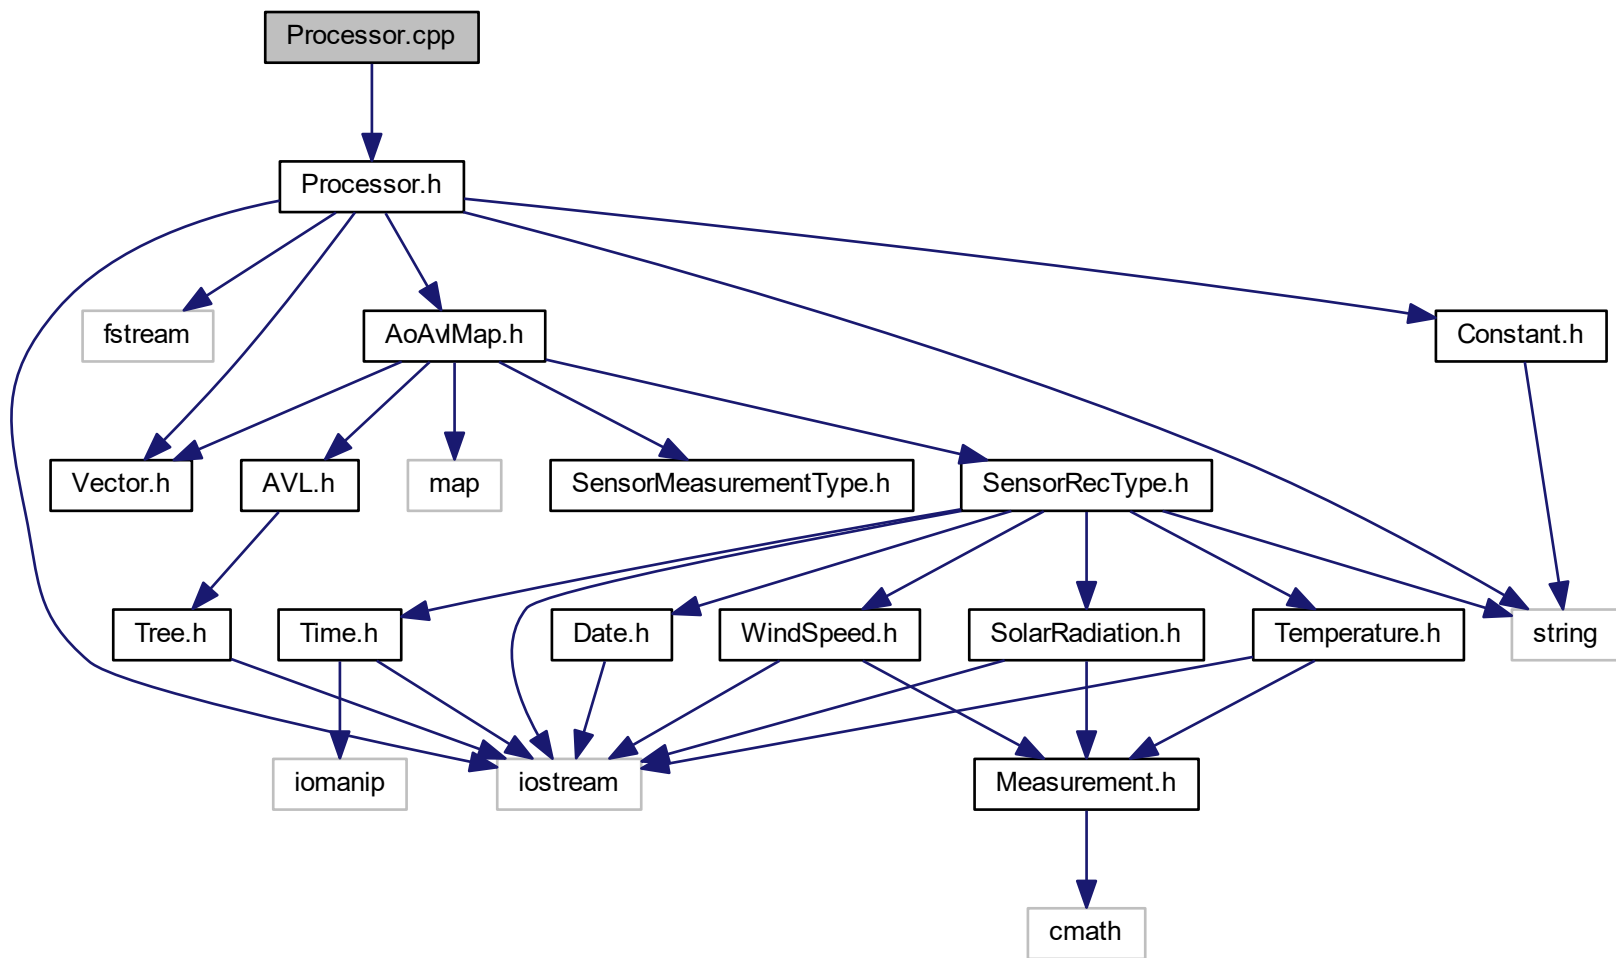 Processor.cpp
Processor.h
fstream
AoAvlMap.h
Constant.h
Vector.h
AVL.h
map
SensorMeasurementType.h
SensorRecType.h
Tree.h
Time.h
Date.h
WindSpeed.h
SolarRadiation.h
Temperature.h
string
iomanip
iostream
Measurement.h
cmath